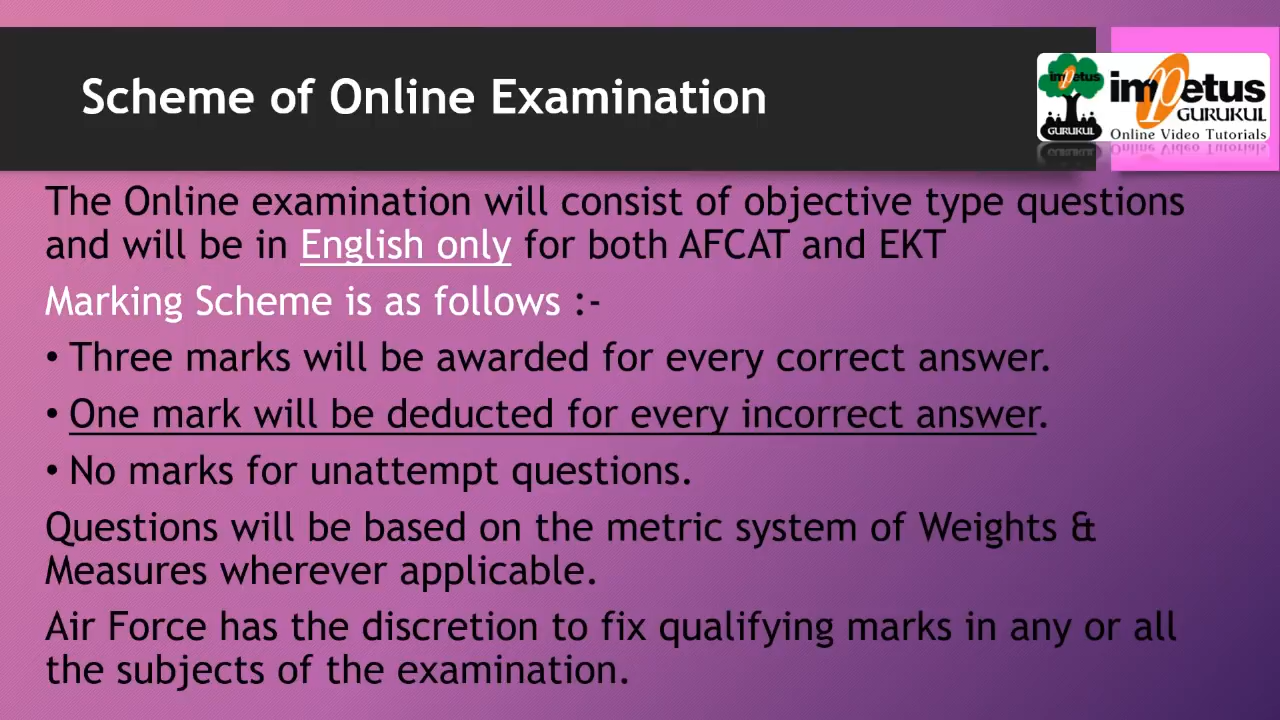 Scheme of Online Examination
impetus
GURUKUL
impetus
GURUKUL
Online Video Tutorials
The Online examination will consist of objective type questions
and will be in English only for both AFCAT and EKT
Marking Scheme is as follows :-
• Three marks will be awarded for every correct answer.
• One mark will be deducted for every incorrect answer.
• No marks for unattempt questions.
Questions will be based on the metric system of Weights &
Measures wherever applicable.
Air Force has the discretion to fix qualifying marks in any or all
the subjects of the examination.